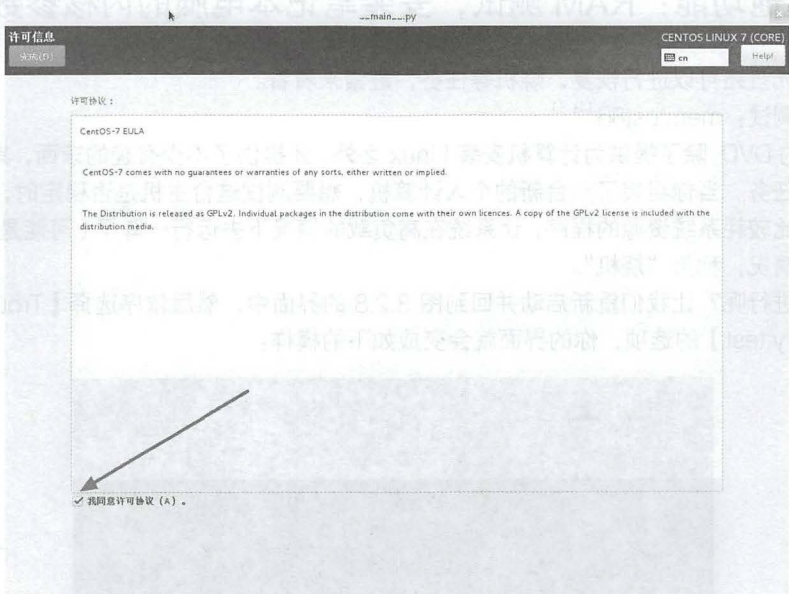 __main__.py
许可信息
完成(D)
CENTOS LINUX 7 (CORE)
cn
Help!
许可协议：
CentOS-7 EULA
CentOS-7 comes with no guarantees or warranties of any sorts, either written or implied.
The Distribution is released as GPLv2. Individual packages in the distribution come with their own licences. A copy of the GPLv2 license is included with the
distribution media.
我同意许可协议（A）。